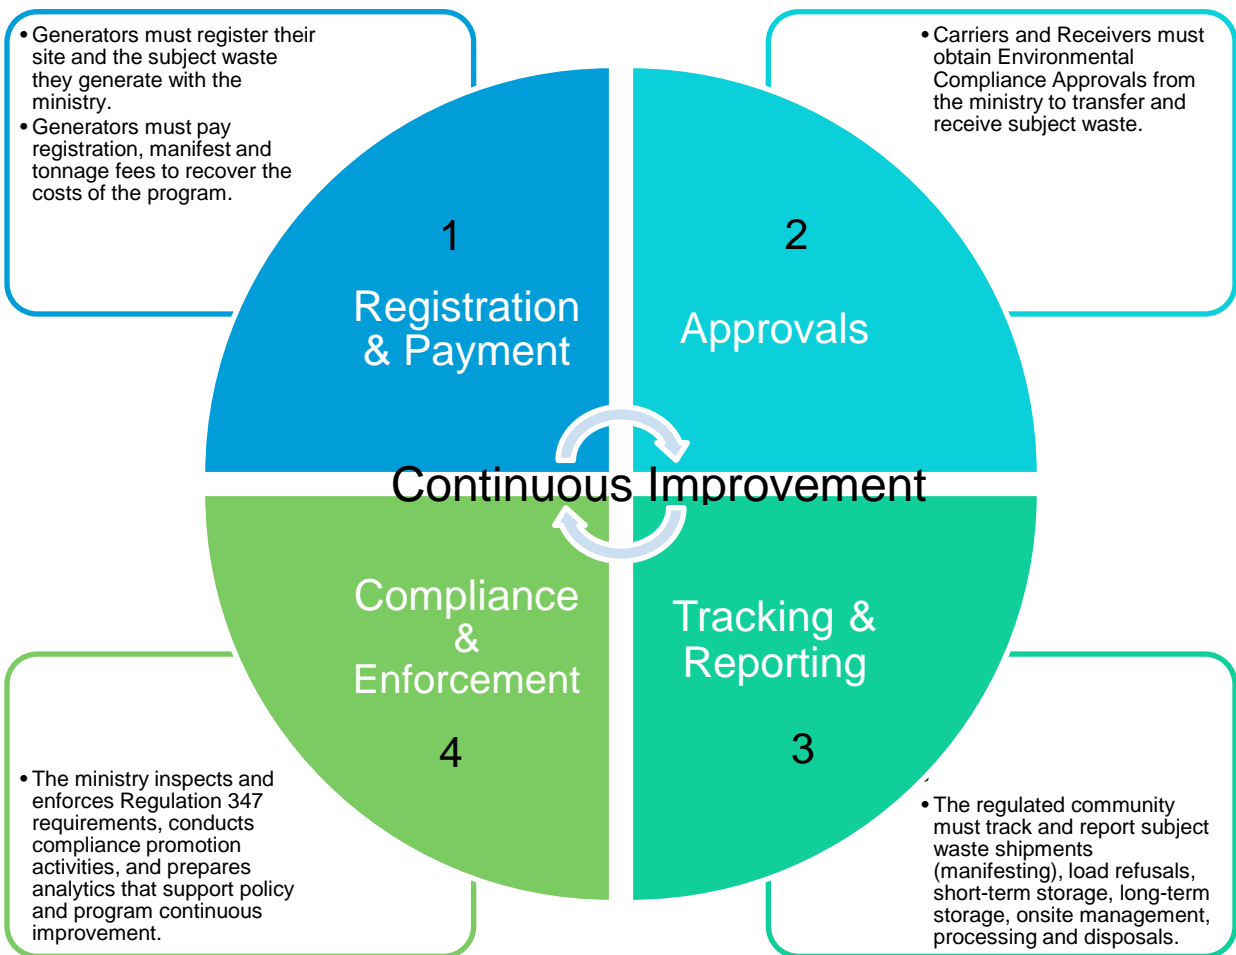 • Generators must register their
site and the subject waste
they generate with the
ministry.
• Generators must pay
registration, manifest and
tonnage fees to recover the
costs of the program.
• Carriers and Receivers must
obtain Environmental
Compliance Approvals from
the ministry to transfer and
receive subject waste.
1
Registration
& Payment
2
Approvals
Continuous Improvement
Compliance
&
Enforcement
4
Tracking &
Reporting
3
• The ministry inspects and
enforces Regulation 347
requirements, conducts
compliance promotion
activities, and prepares
analytics that support policy
and program continuous
improvement.
• The regulated community
must track and report subject
waste shipments
(manifesting), load refusals,
short-term storage, long-term
storage, onsite management,
processing and disposals.